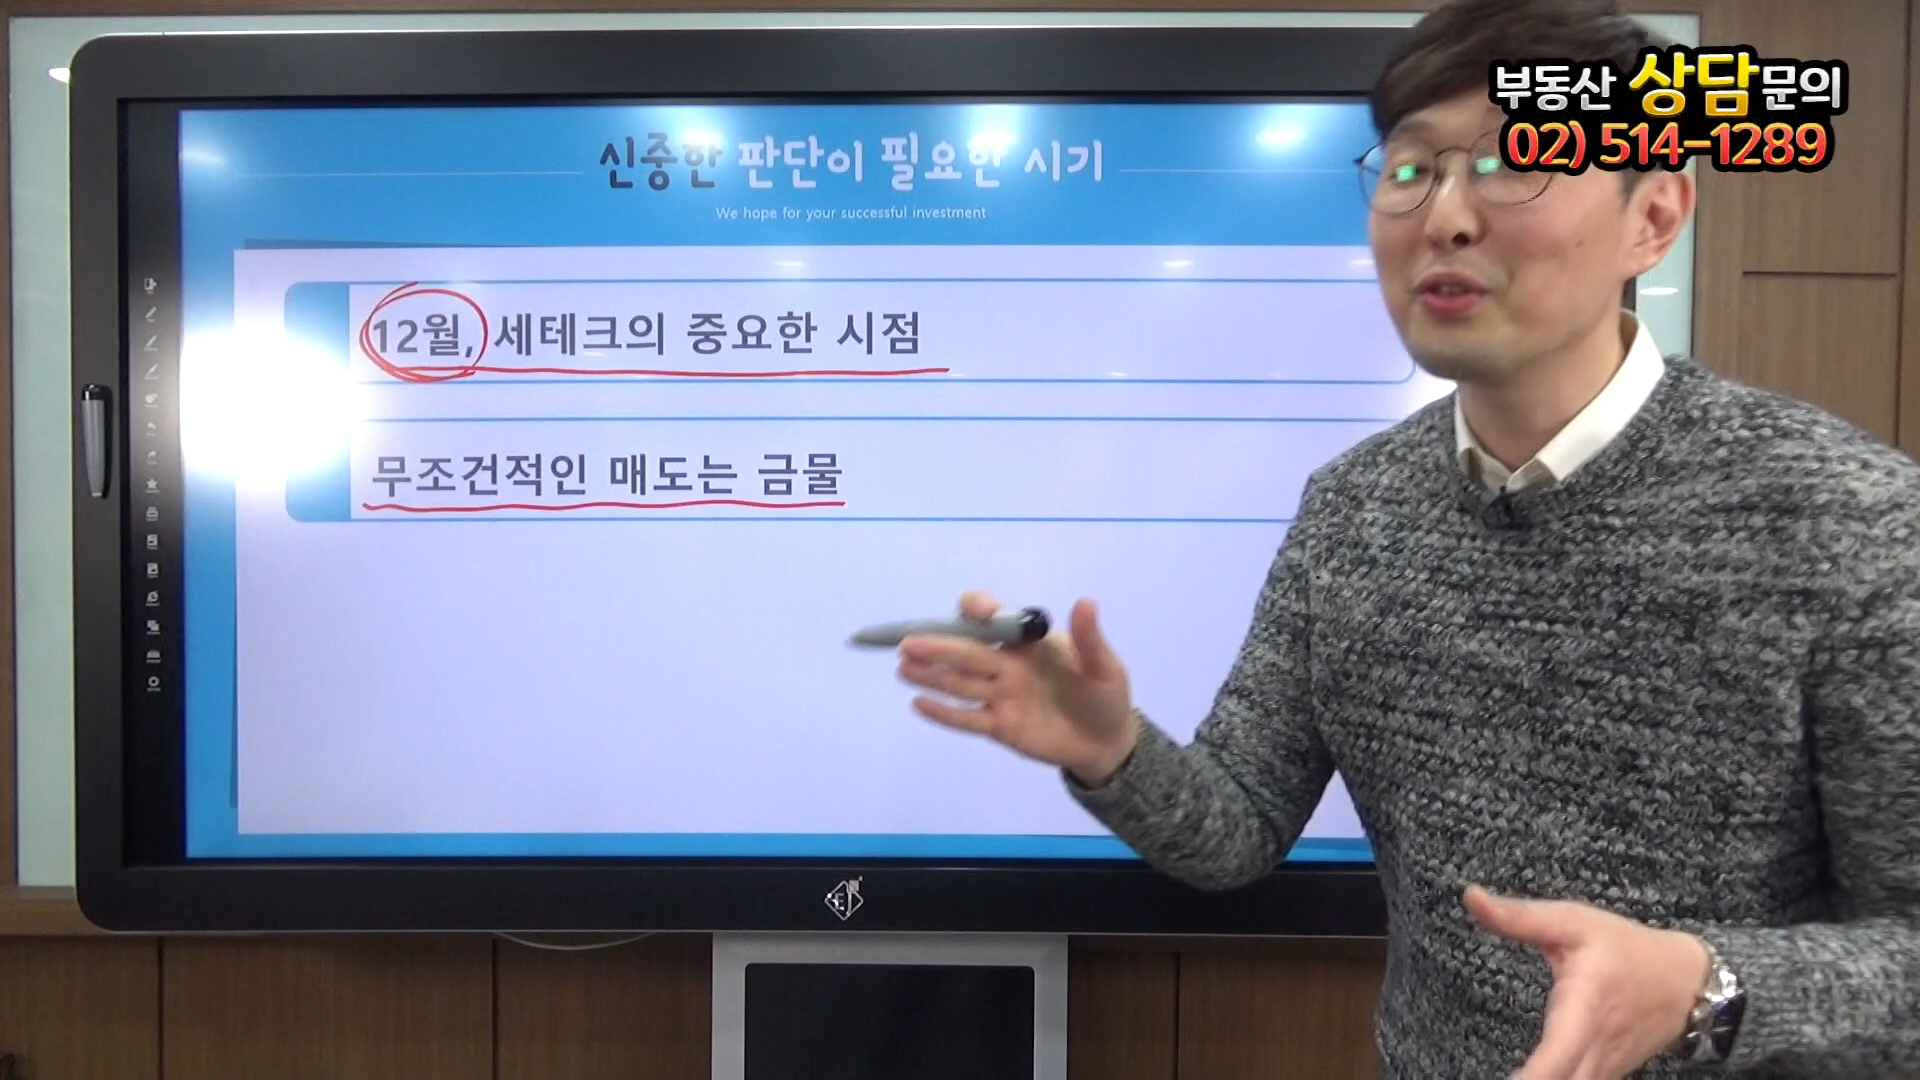 부동산 상담문의
02) 514-1289
신중한 판단이 필요한 시기
We hope for your successful investment
12월, 세테크의 중요한 시점
무조건적인 매도는 금물